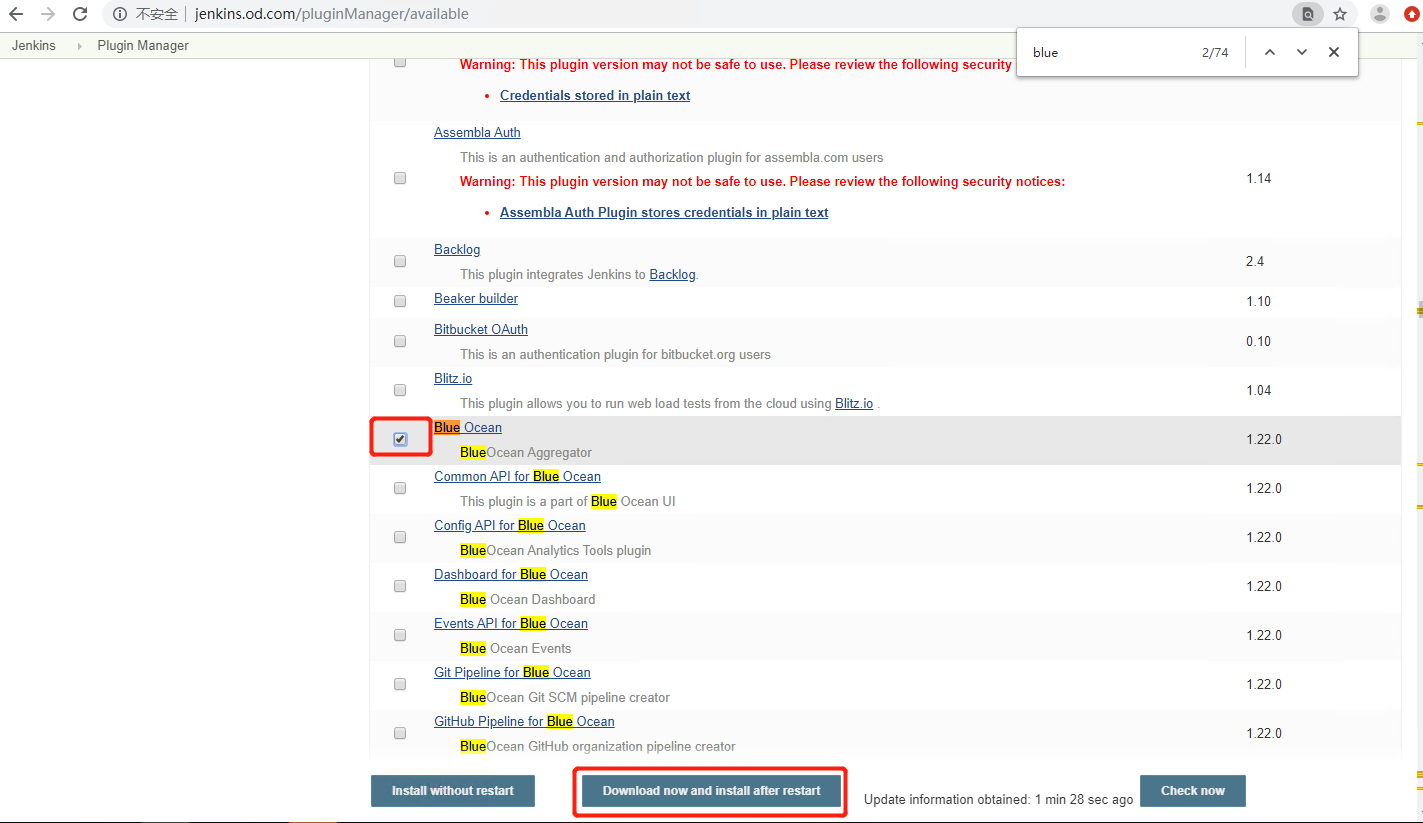 不安全 jenkins.od.com/pluginManager/available
Jenkins Plugin Manager
blue 2/74
Warning: This plugin version may not be safe to use. Please review the following security
Credentials stored in plain text
Assembla Auth
This is an authentication and authorization plugin for assembla.com users
Warning: This plugin version may not be safe to use. Please review the following security notices:
1.14
Assembla Auth Plugin stores credentials in plain text
Backlog
This plugin integrates Jenkins to Backlog.
2.4
Beaker builder
1.10
Bitbucket OAuth
This is an authentication plugin for bitbucket.org users
0.10
Blitz.io
This plugin allows you to run web load tests from the cloud using Blitz.io .
1.04
Blue Ocean
BlueOcean Aggregator
1.22.0
Common API for Blue Ocean
This plugin is a part of Blue Ocean UI
1.22.0
Config API for Blue Ocean
BlueOcean Analytics Tools plugin
1.22.0
Dashboard for Blue Ocean
Blue Ocean Dashboard
1.22.0
Events API for Blue Ocean
Blue Ocean Events
1.22.0
Git Pipeline for Blue Ocean
BlueOcean Git SCM pipeline creator
1.22.0
GitHub Pipeline for Blue Ocean
BlueOcean GitHub organization pipeline creator
1.22.0
Install without restart
Download now and install after restart
Update information obtained: 1 min 28 sec ago
Check now